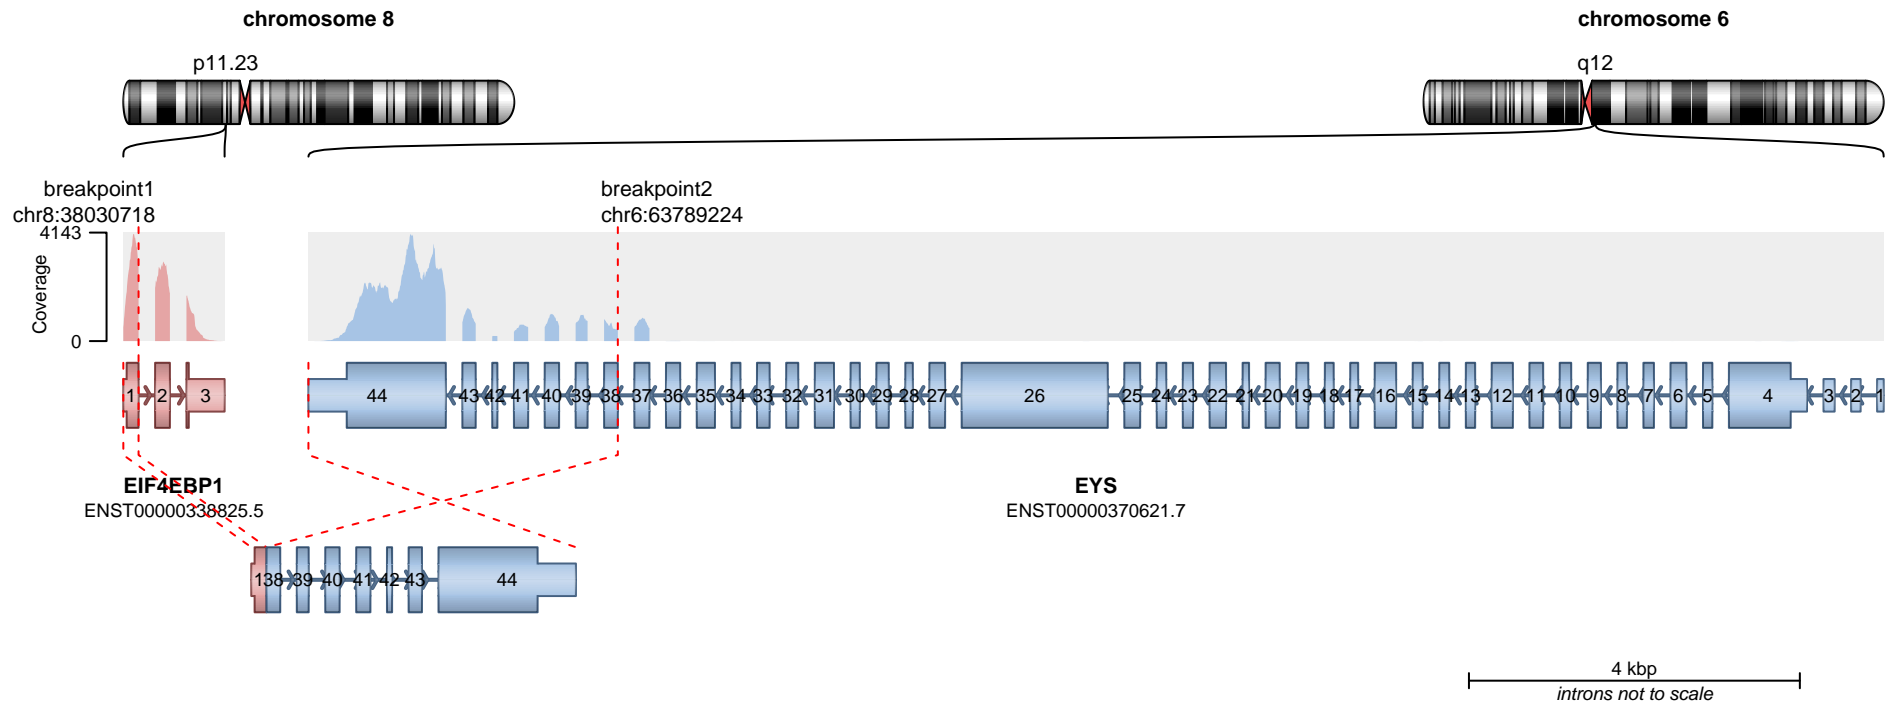 chromosome 8
chromosome 6
p11.23
q12
breakpoint1
chr8:38030718
breakpoint2
chr6:63789224
4143
Coverage
0
1 2 3
44 43 42 41 40 39 38 37 36 35 34 33 32 31 30 29 28 27 26 25 24 23 22 21 20 19 18 17 16 15 14 13 12 11 10 9 8 7 6 5 4 3 2 1
EIF4EBP1
ENST00000338825.5
EYS
ENST00000370621.7
1 38 39 40 41 42 43 44
4 kbp
introns not to scale